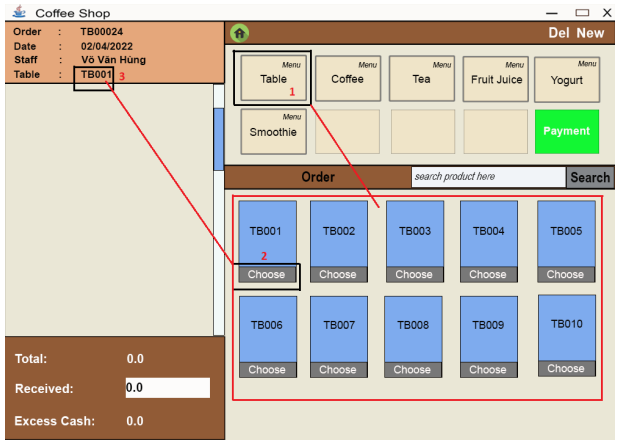 Coffee Shop
Order : TB00024
Date : 02/04/2022
Staff : Võ Văn Hùng
Table : TB001 3
Del New
Menu
Table
1
Menu
Coffee
Menu
Tea
Menu
Fruit Juice
Menu
Yogurt
Menu
Smoothie
Payment
Order
search product here
Search
TB001
2
Choose
TB002
Choose
TB003
Choose
TB004
Choose
TB005
Choose
TB006
Choose
TB007
Choose
TB008
Choose
TB009
Choose
TB010
Choose
Total: 0.0
Received: 0.0
Excess Cash: 0.0